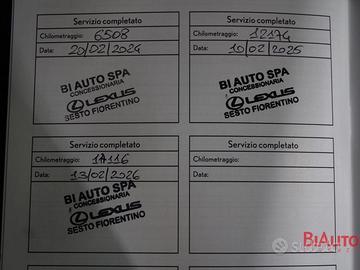 Servizio completato
Chilometraggio: 6508
Data: 20/02/2024
BI AUTO SPA
CONCESSIONARIA
LEXUS
SESTO FIORENTINO
Servizio completato
Chilometraggio: 12174
Data: 10/02/2025
BI AUTO SPA
CONCESSIONARIA
LEXUS
SESTO FIORENTINO
Servizio completato
Chilometraggio: 17116
Data: 13/02/2026
BI AUTO SPA
CONCESSIONARIA
LEXUS
SESTO FIORENTINO
Servizio completato
Chilometraggio:
Data:
BIAuto
subito